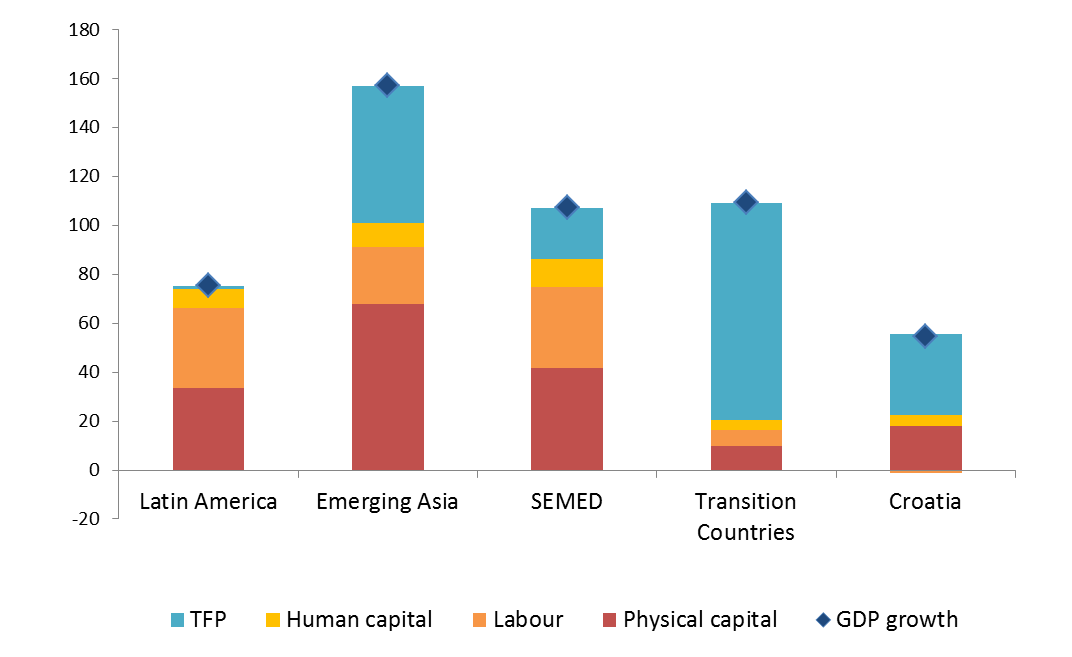 180
160
140
120
100
80
60
40
20
0
-20
Latin America
Emerging Asia
SEMED
Transition
Countries
Croatia
TFP
Human capital
Labour
Physical capital
GDP growth